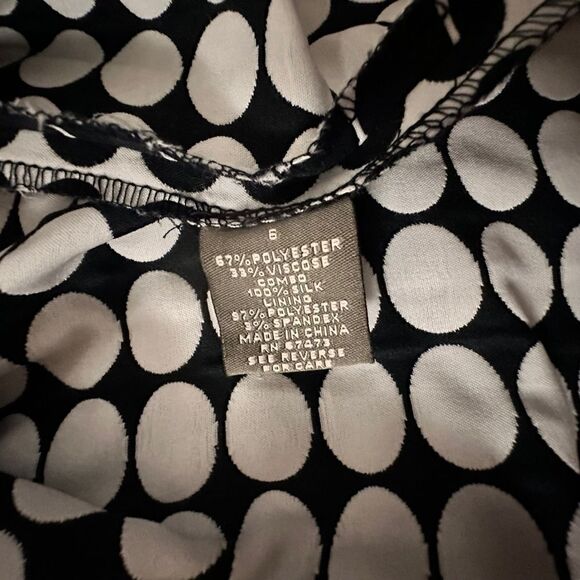 6
67% POLYESTER
33% VISCOSE
COMBO
100% SILK
LINING
97% POLYESTER
3% SPANDEX
MADE IN CHINA
RN 67473
SEE REVERSE
FOR CARE